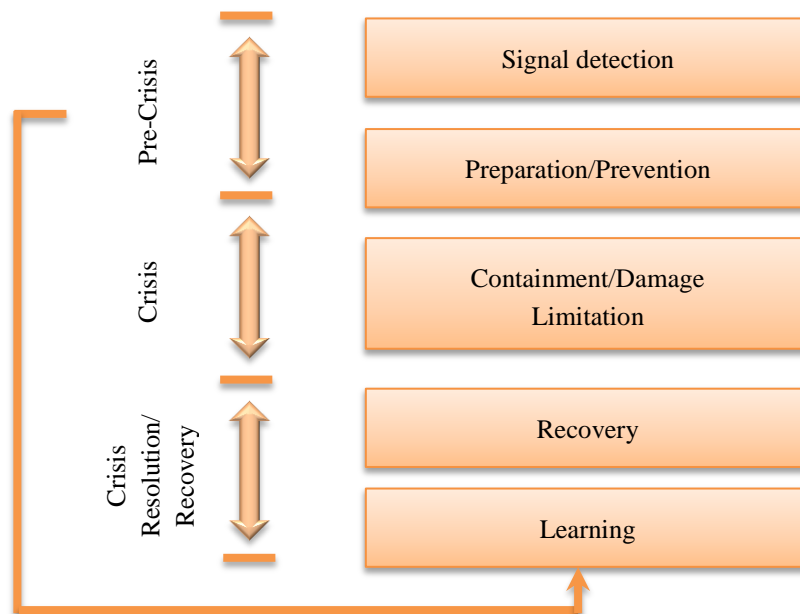 Pre-Crisis
Signal detection
Preparation/Prevention
Crisis
Containment/Damage
Limitation
Crisis
Resolution/
Recovery
Recovery
Learning